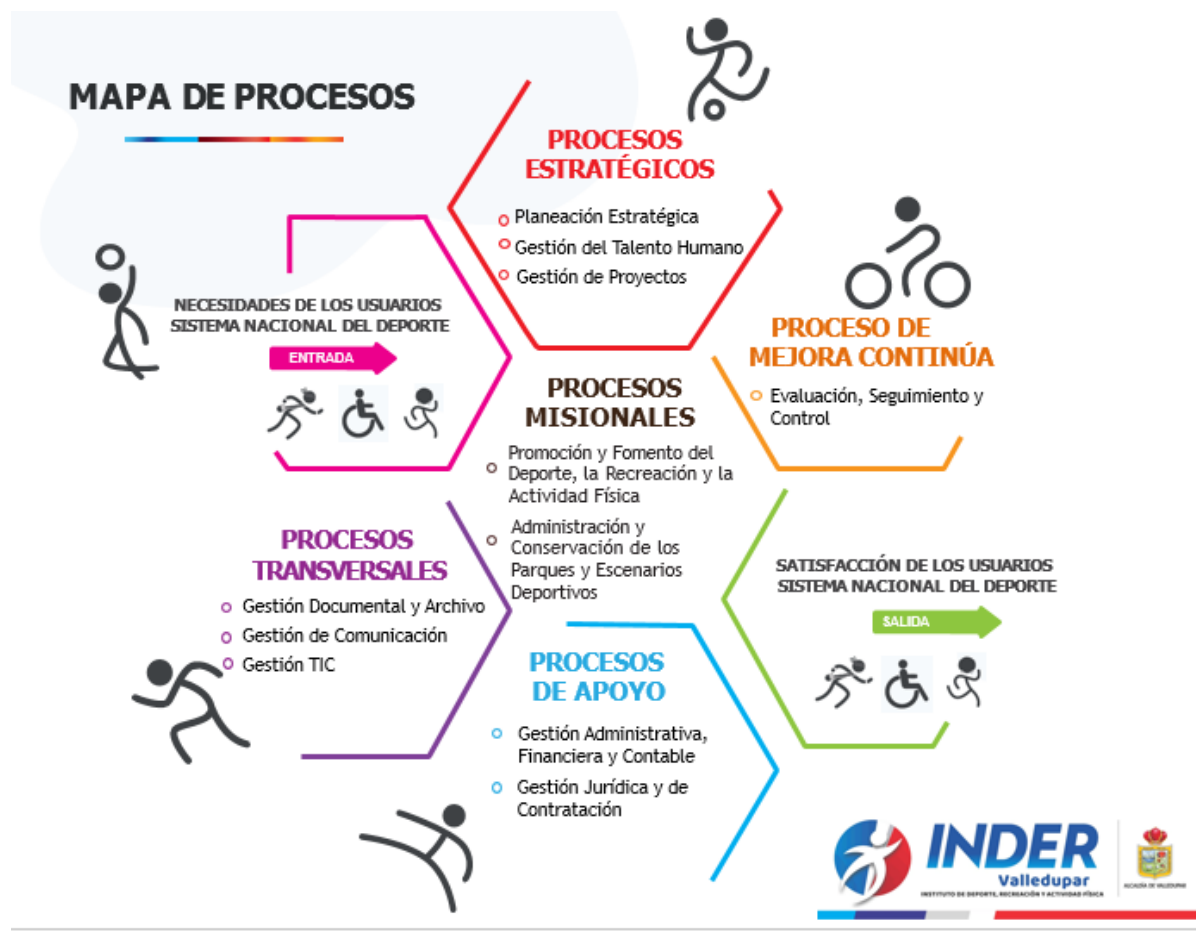 MAPA DE PROCESOS
PROCESOS
ESTRATÉGICOS
Planeación Estratégica
Gestión del Talento Humano
Gestión de Proyectos
NECESIDADES DE LOS USUARIOS
SISTEMA NACIONAL DEL DEPORTE
ENTRADA
PROCESO DE
MEJORA CONTINÚA
Evaluación, Seguimiento y
Control
PROCESOS
MISIONALES
Promoción y Fomento del
Deporte, la Recreación y la
Actividad Física
Administración y
Conservación de los
Parques y Escenarios
Deportivos
PROCESOS
TRANSVERSALES
Gestión Documental y Archivo
Gestión de Comunicación
Gestión TIC
SATISFACCIÓN DE LOS USUARIOS
SISTEMA NACIONAL DEL DEPORTE
SALIDA
PROCESOS
DE APOYO
Gestión Administrativa,
Financiera y Contable
Gestión Jurídica y de
Contratación
INDER
Valledupar
INSTITUTO DE DEPORTE, RECREACIÓN Y ACTIVIDAD FÍSICA
ALCALDÍA DE VALLEDUPAR